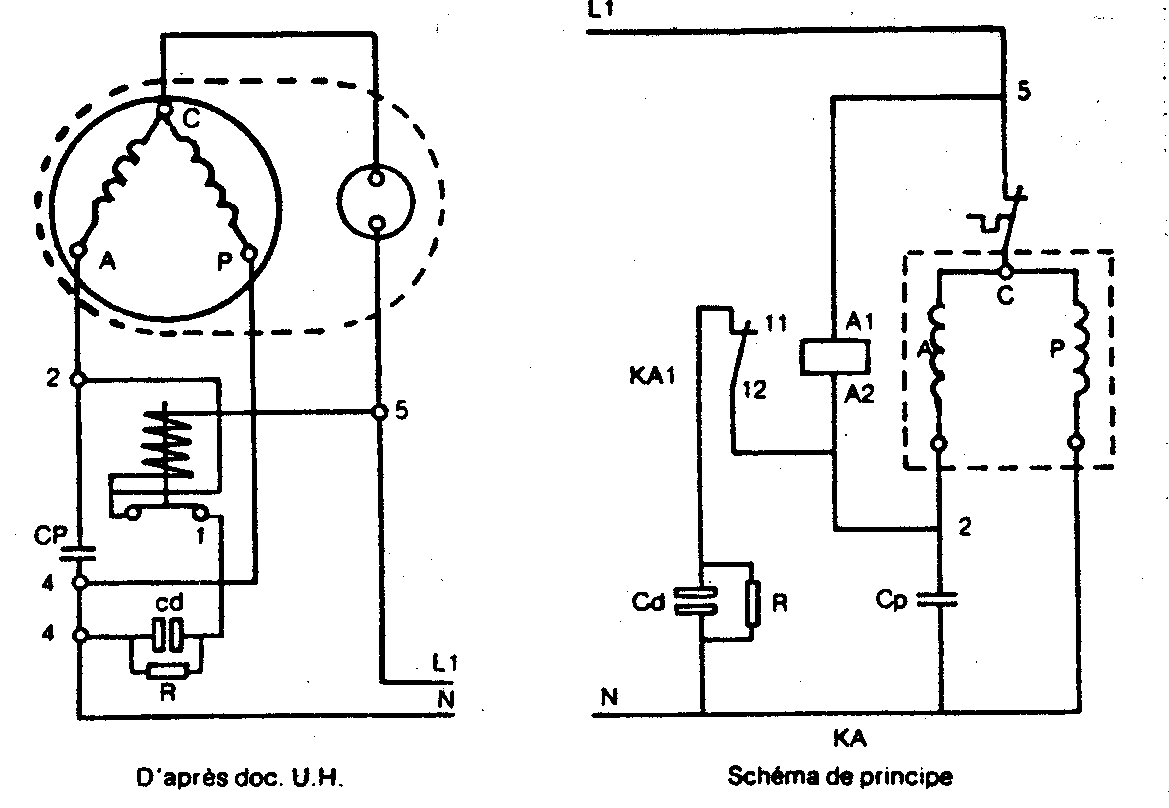 C
A
P
2
5
CP
1
4
cd
4
R
L1
N
D'après doc. U.H.
L1
5
C
A
P
A1
A2
KA1
11
12
2
Cd
R
Cp
N
KA
Schéma de principe